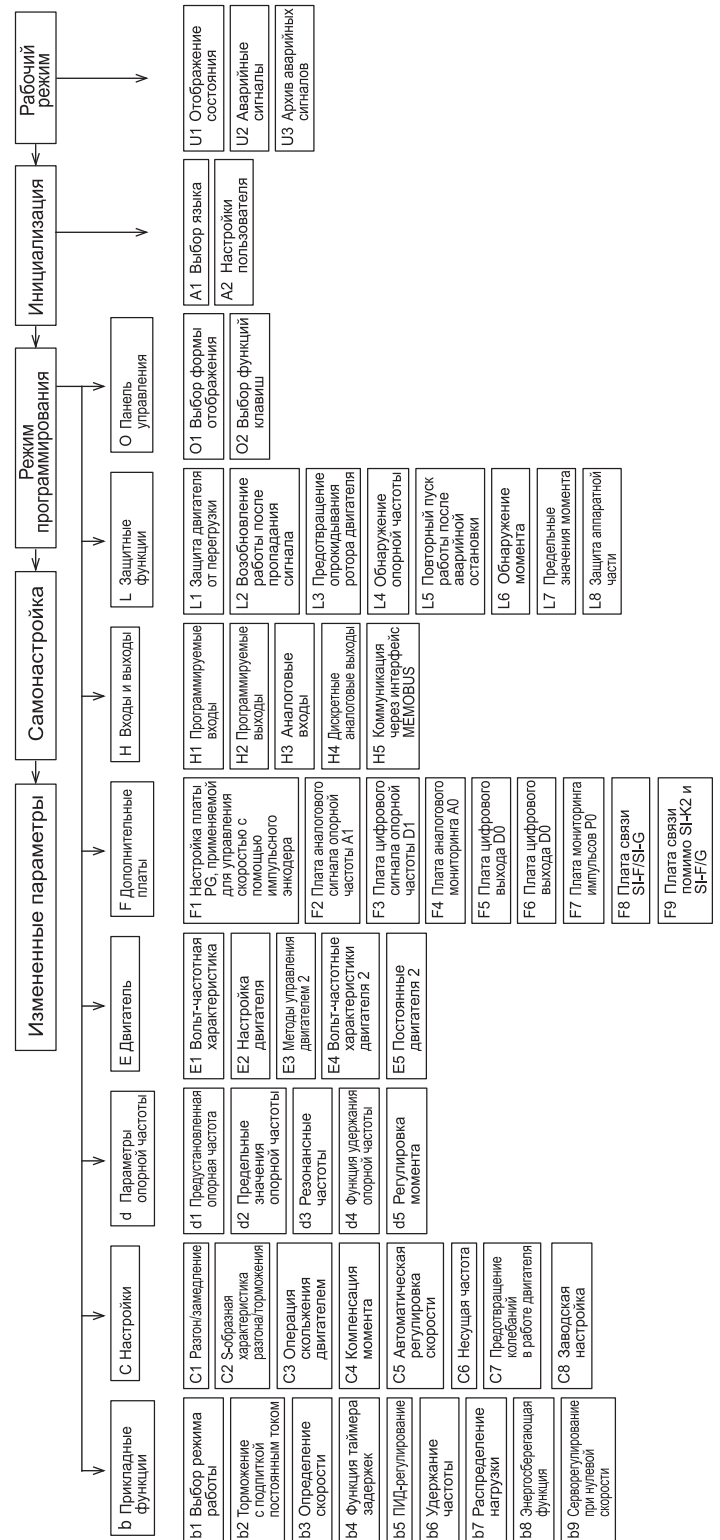 Рабочий
режим
Инициализация
Режим
программирования
Самонастройка
Измененные параметры
U1 Отображение
состояния
U2 Аварийные
сигналы
U3 Архив аварийных
сигналов
A1 Выбор языка
A2 Настройки
пользователя
O Панель
управления
O1 Выбор формы
отображения
O2 Выбор функций
клавиш
L Защитные
функции
L1 Защита двигателя
от перегрузки
L2 Возобновление
работы после
пропадания
сигнала
L3 Предотвращение
опрокидывания
ротора двигателя
L4 Обнаружение
опорной частоты
L5 Повторный пуск
работы после
аварийной
остановки
L6 Обнаружение
момента
L7 Предельные
значения момента
L8 Защита аппаратной
части
H Входы и выходы
H1 Программируемые
входы
H2 Программируемые
выходы
H3 Аналоговые
входы
H4 Дискретные
аналоговые выходы
H5 Коммуникация
через интерфейс
MEMOBUS
F Дополнительные
платы
F1 Настройка платы
PG, применяемой
для управления
скоростью с
помощью
импульсного
энкодера
F2 Плата аналогового
сигнала опорной
частоты A1
F3 Плата цифрового
сигнала опорной
частоты D1
F4 Плата аналогового
мониторинга A0
F5 Плата цифрового
выхода D0
F6 Плата цифрового
выхода D0
F7 Плата мониторинга
импульсов P0
F8 Плата связи
SI-F/SI-G
F9 Плата связи
помимо SI-K2 и
SI-F/G
E Двигатель
E1 Вольт-частотная
характеристика
E2 Настройка
двигателя
E3 Методы управления
двигателем 2
E4 Вольт-частотные
характеристики
двигателя 2
E5 Постоянные
двигателя 2
d Параметры
опорной частоты
d1 Предустановленная
опорная частота
d2 Предельные
значения
опорной частоты
d3 Резонансные
частоты
d4 Функция удержания
опорной частоты
d5 Регулировка
момента
C Настройки
C1 Разгон/замедление
C2 S-образная
характеристика
разгона/торможения
C3 Операция
скольжения
двигателем
C4 Компенсация
момента
C5 Автоматическая
регулировка
скорости
C6 Несущая частота
C7 Предотвращение
колебаний
в работе двигателя
C8 Заводская
настройка
b Прикладные
функции
b1 Выбор режима
работы
b2 Торможение
с подпиткой
постоянным током
b3 Определение
скорости
b4 Функция таймера
задержек
b5 ПИД-регулирование
b6 Удержание
частоты
b7 Распределение
нагрузки
b8 Энергосберегающая
функция
b9 Серворегулирование
при нулевой
скорости